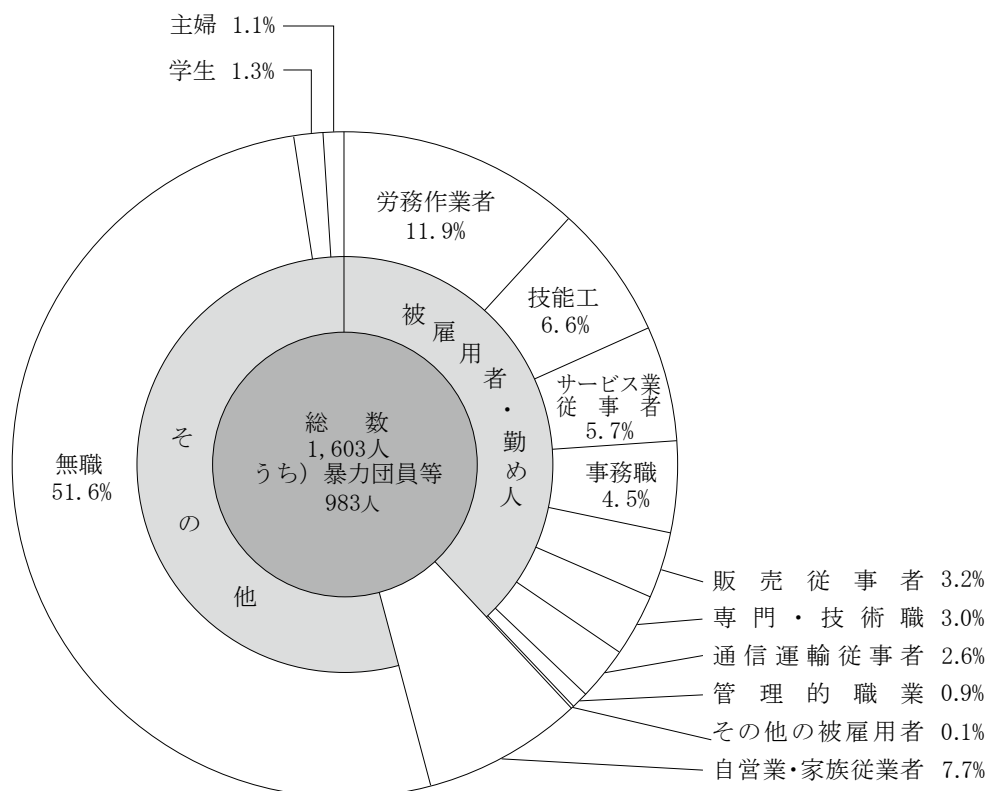 主婦 1.1%
学生 1.3%
労務作業者
11.9%
技能工
6.6%
サービス業
従事者
5.7%
事務職
4.5%
販売従事者 3.2%
専門・技術職 3.0%
通信運輸従事者 2.6%
管理的職業 0.9%
その他の被雇用者 0.1%
自営業・家族従業者 7.7%
無職
51.6%
被雇用者・勤め人
その他
総数
1,603人
うち）暴力団員等
983人